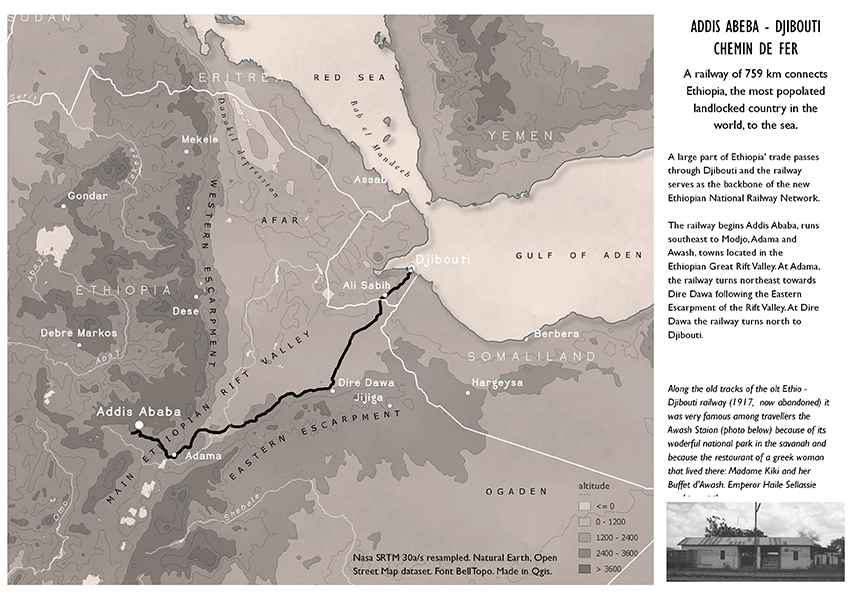 ADDIS ABEBA - DJIBOUTI
CHEMIN DE FER
A railway of 759 km connects
Ethiopia, the most popolated
landlocked country in the
world, to the sea.
A large part of Ethiopia' trade passes
through Djibouti and the railway
serves as the backbone of the new
Ethiopian National Railway Network.
The railway begins Addis Ababa, runs
southeast to Modjo, Adama and
Awash, towns located in the
Ethiopian Great Rift Valley. At Adama,
the railway turns northeast towards
Dire Dawa following the Eastern
Escarpment of the Rift Valley. At Dire
Dawa the railway turns north to
Djibouti.
Along the old tracks of the olt Ethio -
Djibouti railway (1917, now abandoned) it
was very famous among travellers the
Awash Staion (photo below) because of its
woderful national park in the savanah and
because the restaurant of a greek woman
that lived there: Madame Kiki and her
Buffet d'Awash. Emperor Haile Sellassie
ERITREA
RED SEA
Setit
Danakil depression
Bab el Mandeeb
YEMEN
Mekele
Tekeze
Assab
Gondar
WESTERN ESCARPMENT
AFAR
GULF OF ADEN
Djibouti
Abay
Ali Sabih
ETHIOPIA
Dese
Debre Markos
Abay
Berbera
SOMALILAND
MAIN ETHIOPIAN RIFT VALLEY
Dire Dawa
Hargeysa
Jijiga
Addis Ababa
EASTERN ESCARPMENT
Adama
OGADEN
Omo
Shebele
altitude
<= 0
0 - 1200
1200 - 2400
2400 - 3600
> 3600
Nasa SRTM 30a/s resampled. Natural Earth, Open
Street Map dataset. Font BellTopo. Made in Qgis.